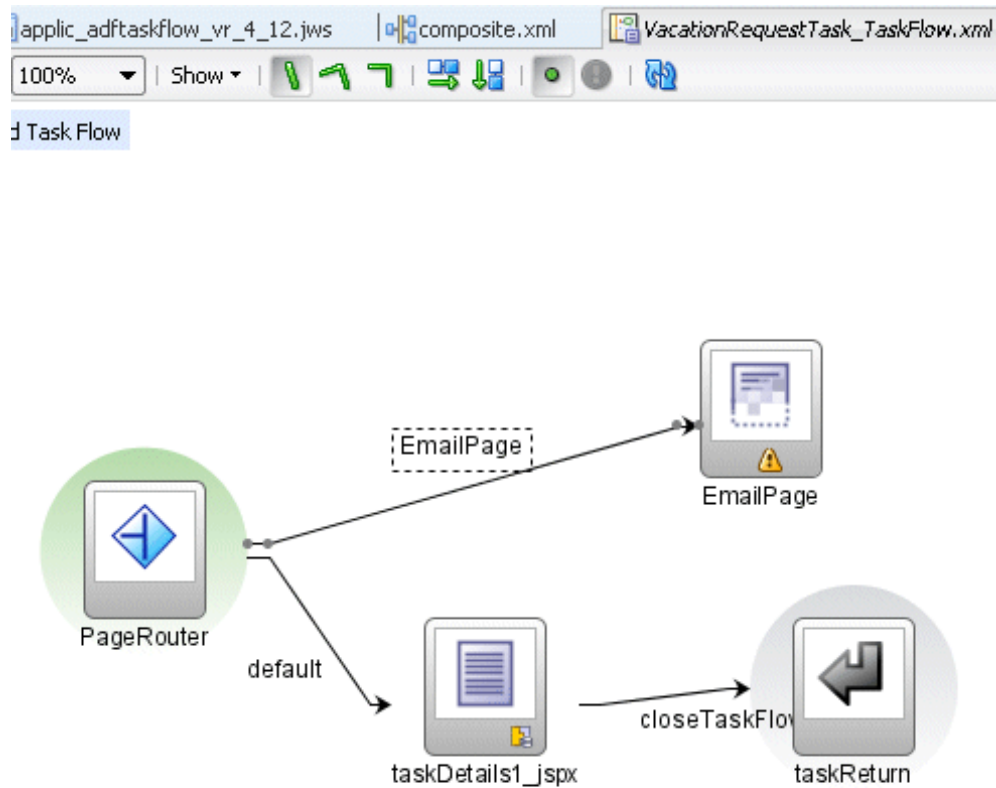 applic_adftaskflow_vr_4_12.jws composite.xml VacationRequestTask_TaskFlow.xml
100% Show
d Task Flow
EmailPage
EmailPage
PageRouter
default
closeTaskFlow
taskDetails1_jspx taskReturn